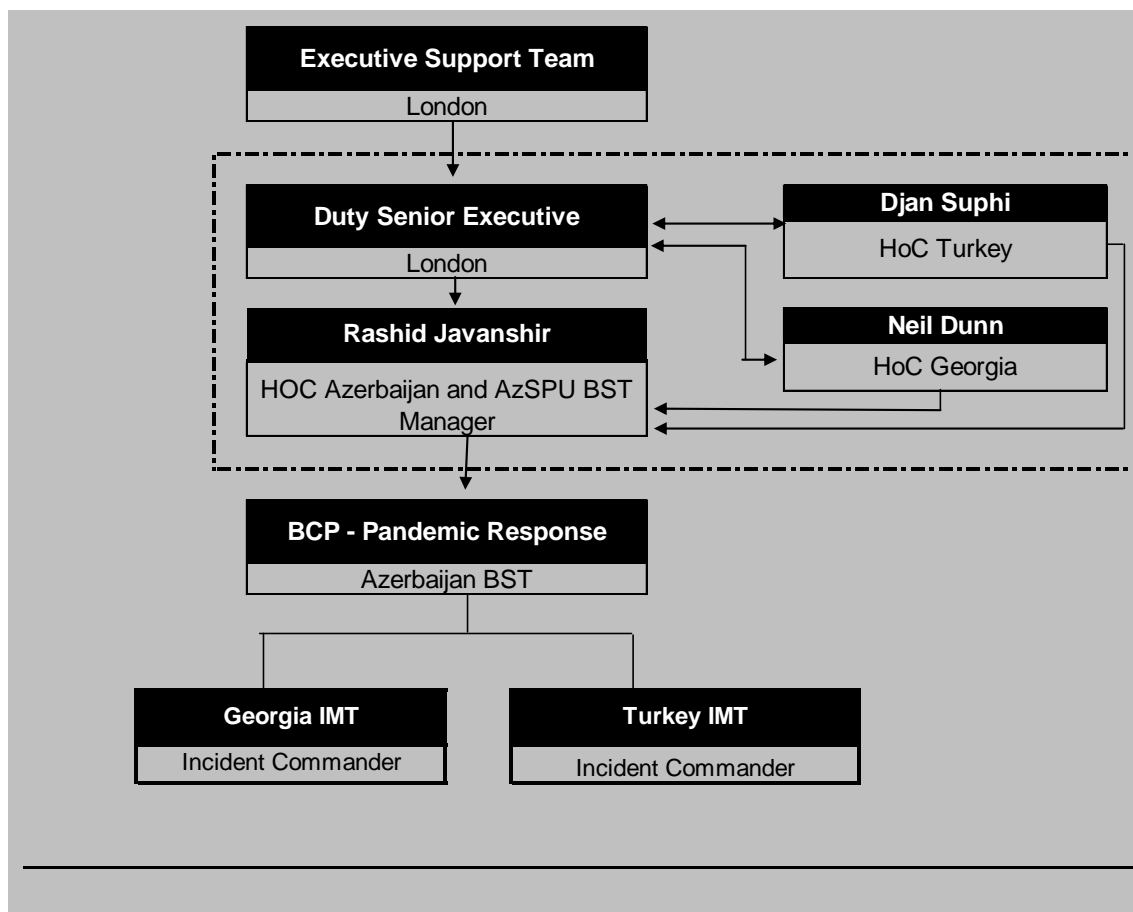 Executive Support Team
London
Duty Senior Executive
London
Djan Suphi
HoC Turkey
Rashid Javanshir
HOC Azerbaijan and AzSPU BST
Manager
Neil Dunn
HoC Georgia
BCP - Pandemic Response
Azerbaijan BST
Georgia IMT
Incident Commander
Turkey IMT
Incident Commander